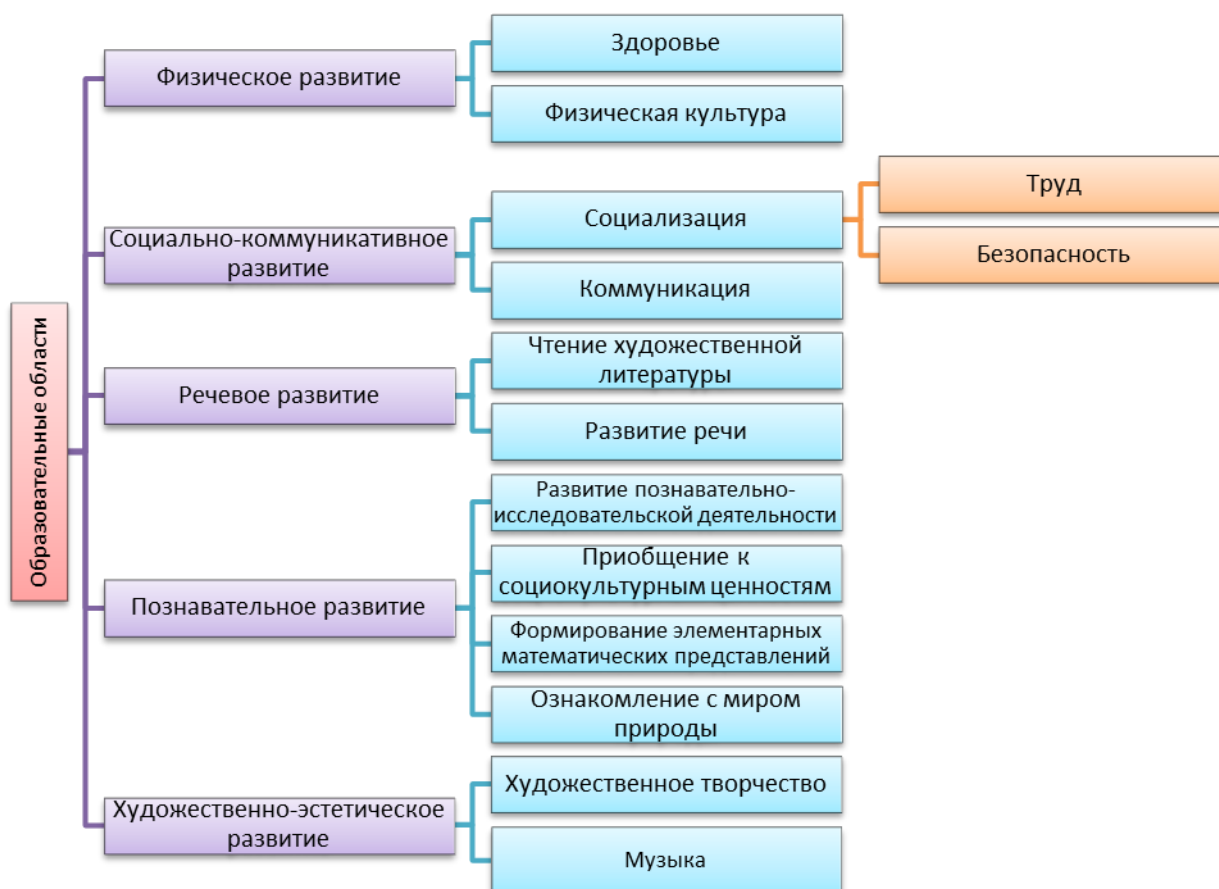 Образовательные области
Физическое развитие
Здоровье
Физическая культура
Социально-коммуникативное
развитие
Социализация
Труд
Безопасность
Коммуникация
Речевое развитие
Чтение художественной
литературы
Развитие речи
Познавательное развитие
Развитие познавательно-
исследовательской деятельности
Приобщение к
социокультурным ценностям
Формирование элементарных
математических представлений
Ознакомление с миром
природы
Художественно-эстетическое
развитие
Художественное творчество
Музыка